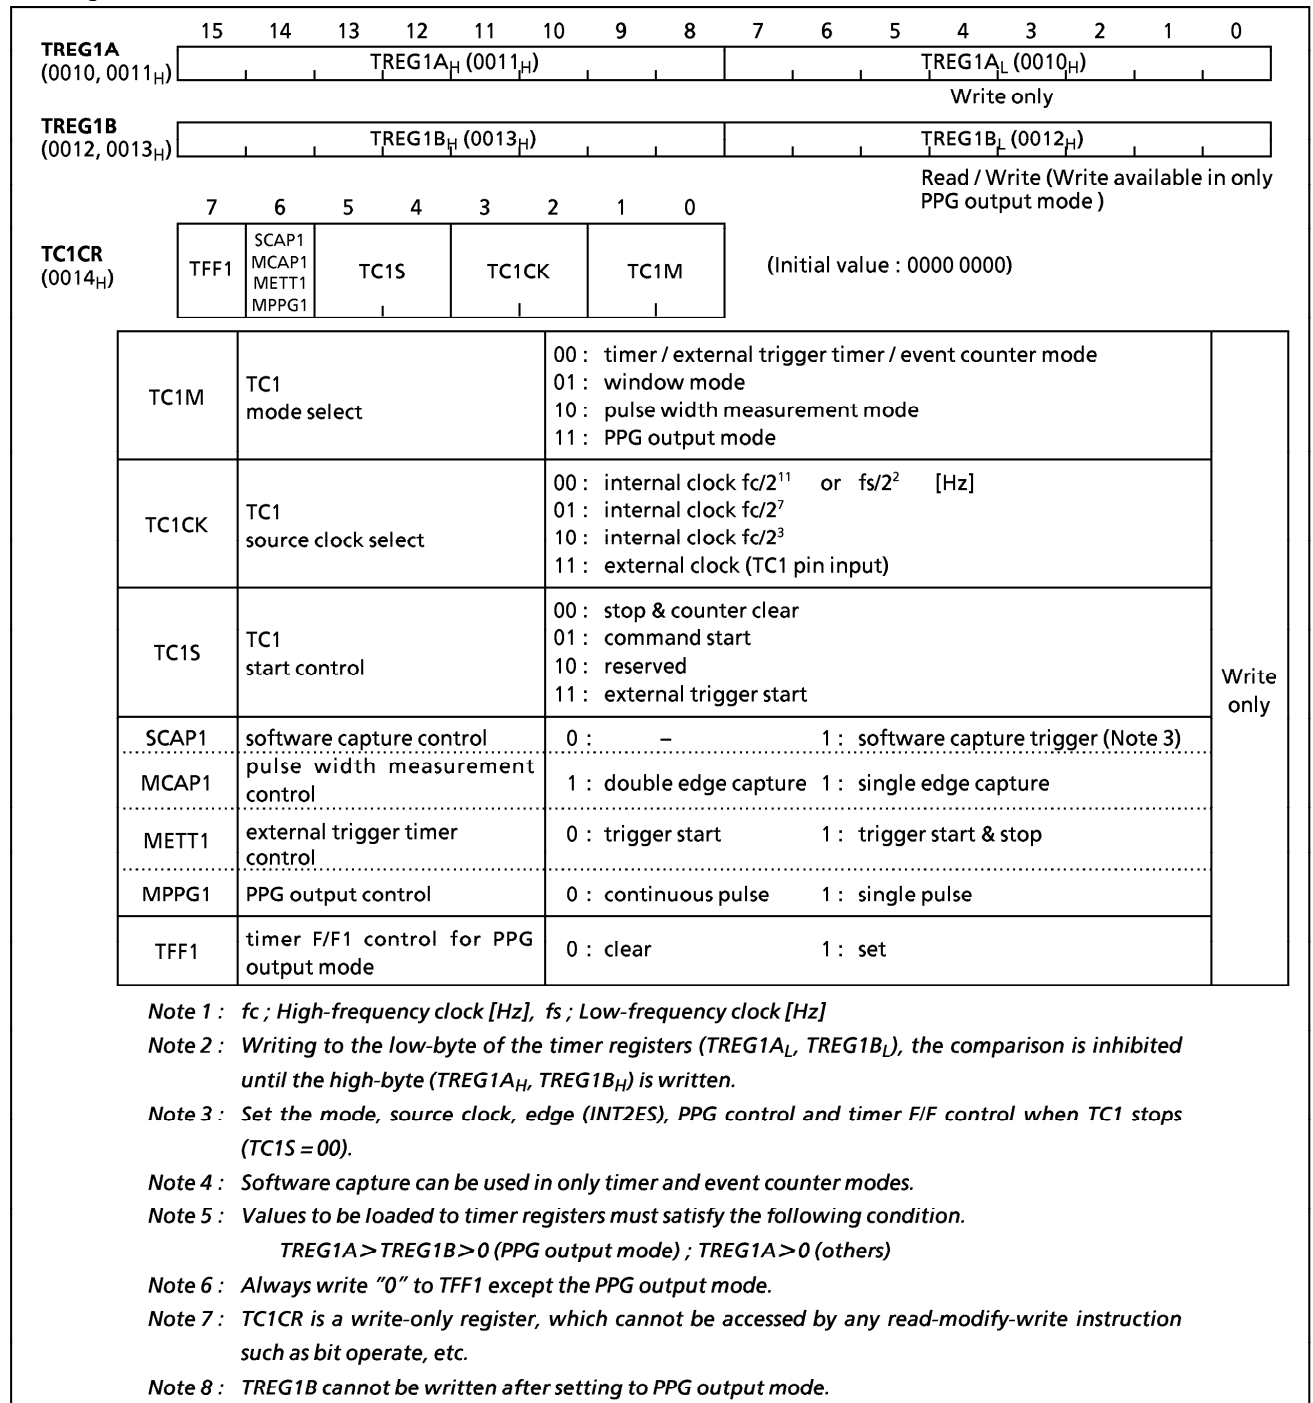 15 14 13 12 11 10 9 8 7 6 5 4 3 2 1 0
TREG1A
(0010, 0011H) TREG1AH (0011H) TREG1AL (0010H)
Write only
TREG1B
(0012, 0013H) TREG1BH (0013H) TREG1BL (0012H)
Read / Write (Write available in only
PPG output mode )
7 6 5 4 3 2 1 0
TC1CR
(0014H)
TFF1
SCAP1
MCAP1
METT1
MPPG1
TC1S TC1CK TC1M (Initial value : 0000 0000)
TC1M
TC1
mode select
00 : timer / external trigger timer / event counter mode
01 : window mode
10 : pulse width measurement mode
11 : PPG output mode
TC1CK
TC1
source clock select
00 : internal clock fc/2¹¹ or fs/2² [Hz]
01 : internal clock fc/2⁷
10 : internal clock fc/2³
11 : external clock (TC1 pin input)
TC1S
TC1
start control
00 : stop & counter clear
01 : command start
10 : reserved
11 : external trigger start
Write
only
SCAP1 software capture control 0 : – 1 : software capture trigger (Note 3)
MCAP1
pulse width measurement
control
1 : double edge capture 1 : single edge capture
METT1
external trigger timer
control
0 : trigger start 1 : trigger start & stop
MPPG1 PPG output control 0 : continuous pulse 1 : single pulse
TFF1
timer F/F1 control for PPG
output mode
0 : clear 1 : set
Note 1 : fc ; High-frequency clock [Hz], fs ; Low-frequency clock [Hz]
Note 2 : Writing to the low-byte of the timer registers (TREG1AL, TREG1BL), the comparison is inhibited
until the high-byte (TREG1AH, TREG1BH) is written.
Note 3 : Set the mode, source clock, edge (INT2ES), PPG control and timer F/F control when TC1 stops
(TC1S = 00).
Note 4 : Software capture can be used in only timer and event counter modes.
Note 5 : Values to be loaded to timer registers must satisfy the following condition.
TREG1A > TREG1B > 0 (PPG output mode) ; TREG1A > 0 (others)
Note 6 : Always write "0" to TFF1 except the PPG output mode.
Note 7 : TC1CR is a write-only register, which cannot be accessed by any read-modify-write instruction
such as bit operate, etc.
Note 8 : TREG1B cannot be written after setting to PPG output mode.